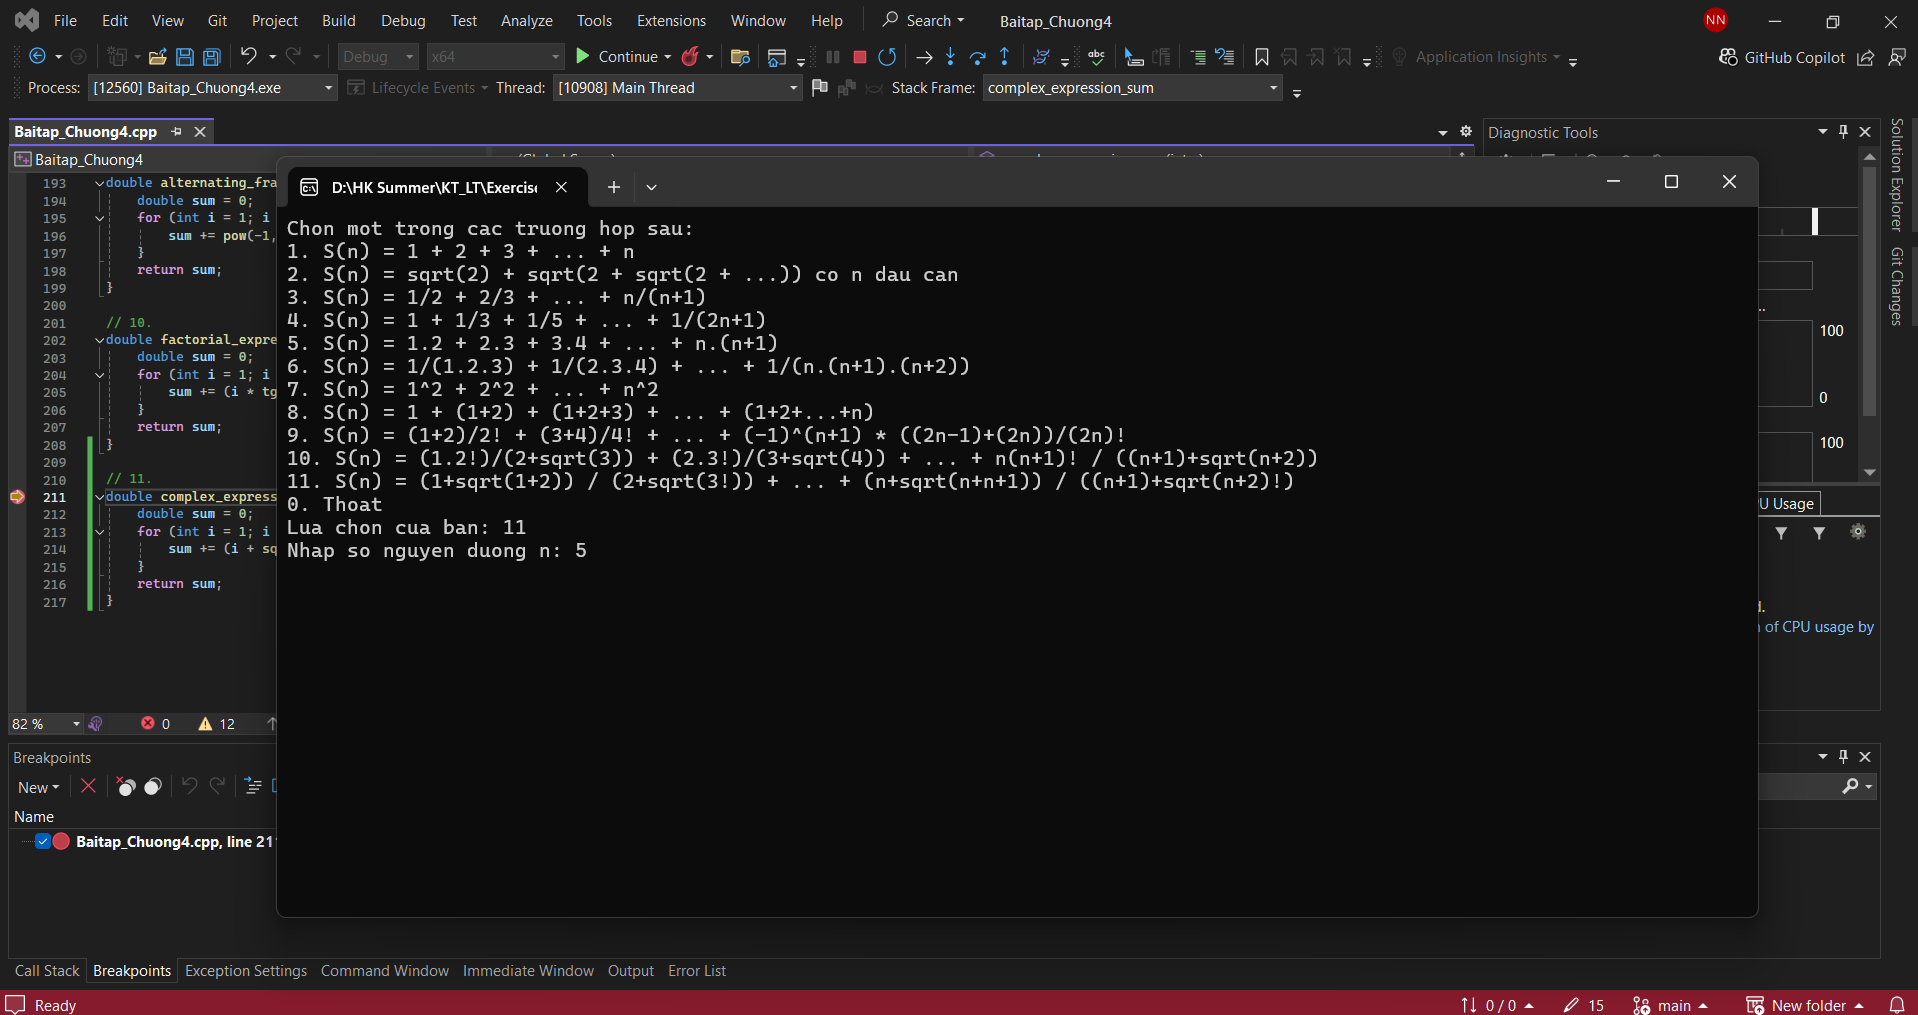 File Edit View Git Project Build Debug Test Analyze Tools Extensions Window Help Search Baitap_Chuong4 NN
Debug x64 Continue abc Application Insights GitHub Copilot
Process: [12560] Baitap_Chuong4.exe Lifecycle Events Thread: [10908] Main Thread Stack Frame: complex_expression_sum
Baitap_Chuong4.cpp
Diagnostic Tools
Solution Explorer
Git Changes
Baitap_Chuong4
193 double alternating_fra
194 double sum = 0;
195 for (int i = 1; i
196 sum += pow(-1,
197 }
198 return sum;
199 }
200
201 // 10.
202 double factorial_expre
203 double sum = 0;
204 for (int i = 1; i
205 sum += (i * tg
206 }
207 return sum;
208 }
209
210 // 11.
211 double complex_express
212 double sum = 0;
213 for (int i = 1; i
214 sum += (i + sq
215 }
216 return sum;
217 }
D:\HK Summer\KT_LT\Exercise
Chon mot trong cac truong hop sau:
1. S(n) = 1 + 2 + 3 + ... + n
2. S(n) = sqrt(2) + sqrt(2 + sqrt(2 + ...)) co n dau can
3. S(n) = 1/2 + 2/3 + ... + n/(n+1)
4. S(n) = 1 + 1/3 + 1/5 + ... + 1/(2n+1)
5. S(n) = 1.2 + 2.3 + 3.4 + ... + n.(n+1)
6. S(n) = 1/(1.2.3) + 1/(2.3.4) + ... + 1/(n.(n+1).(n+2))
7. S(n) = 1^2 + 2^2 + ... + n^2
8. S(n) = 1 + (1+2) + (1+2+3) + ... + (1+2+...+n)
9. S(n) = (1+2)/2! + (3+4)/4! + ... + (-1)^(n+1) * ((2n-1)+(2n))/(2n)!
10. S(n) = (1.2!)/(2+sqrt(3)) + (2.3!)/(3+sqrt(4)) + ... + n(n+1)! / ((n+1)+sqrt(n+2))
11. S(n) = (1+sqrt(1+2)) / (2+sqrt(3!)) + ... + (n+sqrt(n+n+1)) / ((n+1)+sqrt(n+2)!)
0. Thoat
Lua chon cua ban: 11
Nhap so nguyen duong n: 5
100
0
100
U Usage
d.
of CPU usage by
82 % 0 12
Breakpoints
New
Name
Baitap_Chuong4.cpp, line 21
Call Stack Breakpoints Exception Settings Command Window Immediate Window Output Error List
Ready 0 / 0 15 main New folder